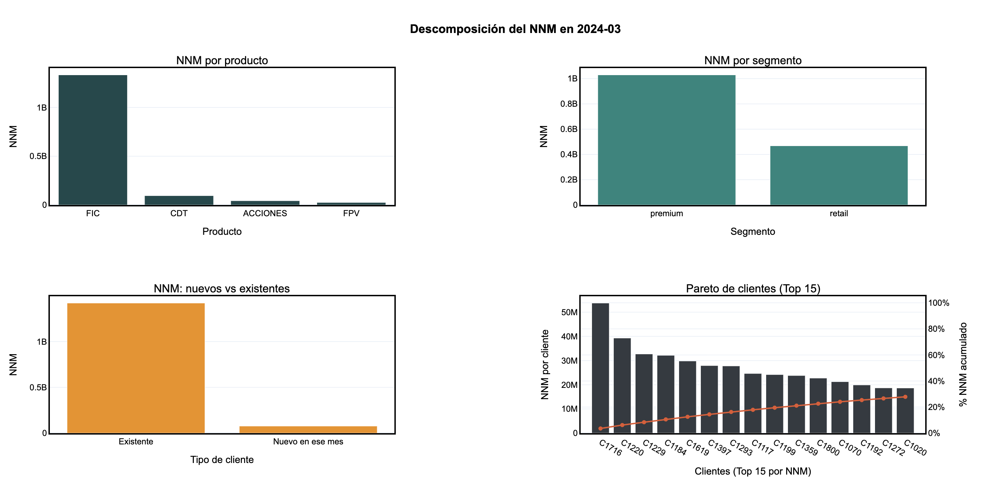 Descomposición del NNM en 2024-03
NNM por producto
NNM
1B
0.5B
0
FIC CDT ACCIONES FPV
Producto
NNM por segmento
NNM
1B
0.8B
0.6B
0.4B
0.2B
0
premium retail
Segmento
NNM: nuevos vs existentes
NNM
1B
0.5B
0
Existente Nuevo en ese mes
Tipo de cliente
Pareto de clientes (Top 15)
NNM por cliente
50M
40M
30M
20M
10M
0
100%
80%
60%
40%
20%
0%
% NNM acumulado
C1716 C1220 C1229 C1184 C1619 C1397 C1293 C1117 C1199 C1359 C1800 C1070 C1192 C1272 C1020
Clientes (Top 15 por NNM)